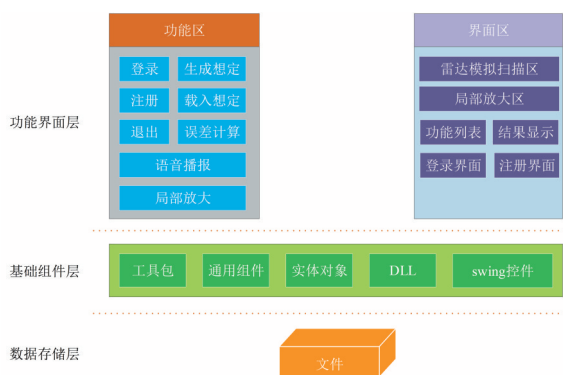 功能区
界面区
登录 生成想定
雷达模拟扫描区
注册 载入想定
局部放大区
功能界面层
退出 误差计算
功能列表 结果显示
语音播报
登录界面 注册界面
局部放大
基础组件层
工具包 通用组件 实体对象 DLL swing控件
数据存储层
文件